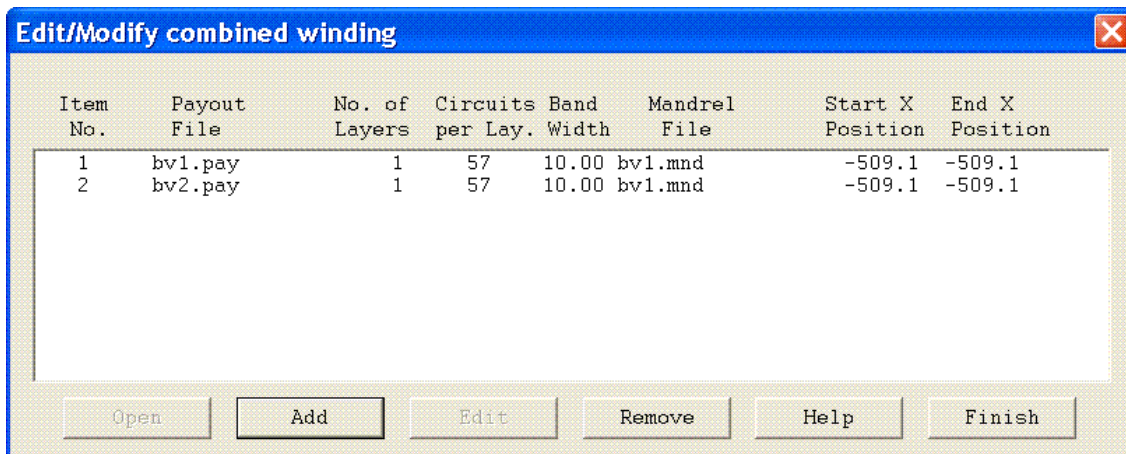 Edit/Modify combined winding
Item Payout No. of Circuits Band Mandrel Start X End X
No. File Layers per Lay. Width File Position Position
1 bv1.pay 1 57 10.00 bv1.mnd -509.1 -509.1
2 bv2.pay 1 57 10.00 bv1.mnd -509.1 -509.1
Open Add Edit Remove Help Finish